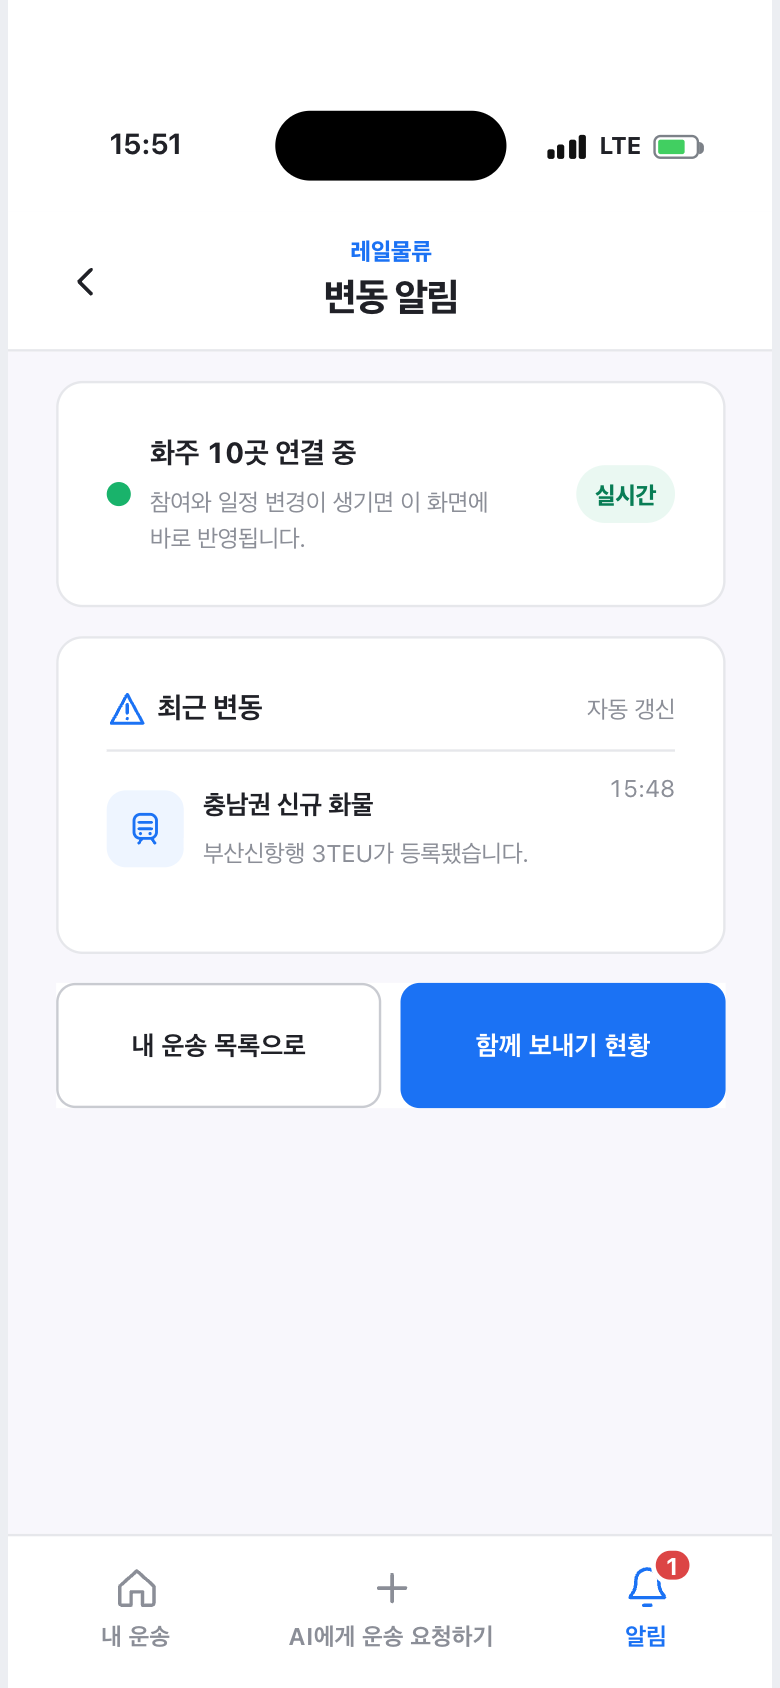 15:51
LTE
레일물류
변동 알림
화주 10곳 연결 중
참여와 일정 변경이 생기면 이 화면에
바로 반영됩니다.
실시간
최근 변동
자동 갱신
충남권 신규 화물
15:48
부산신항행 3TEU가 등록됐습니다.
내 운송 목록으로
함께 보내기 현황
1
내 운송
AI에게 운송 요청하기
알림